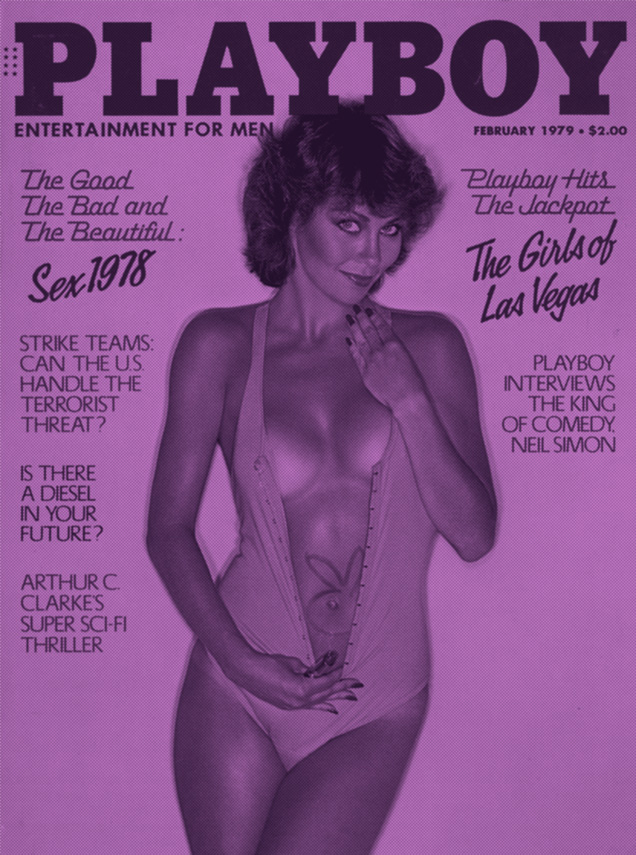 PLAYBOY
ENTERTAINMENT FOR MEN
FEBRUARY 1979 • $2.00
The Good
The Bad and
The Beautiful:
Sex 1978
STRIKE TEAMS:
CAN THE U.S.
HANDLE THE
TERRORIST
THREAT?
IS THERE
A DIESEL
IN YOUR
FUTURE?
ARTHUR C.
CLARKE'S
SUPER SCI-FI
THRILLER
Playboy Hits
The Jackpot
The Girls of
Las Vegas
PLAYBOY
INTERVIEWS
THE KING
OF COMEDY,
NEIL SIMON